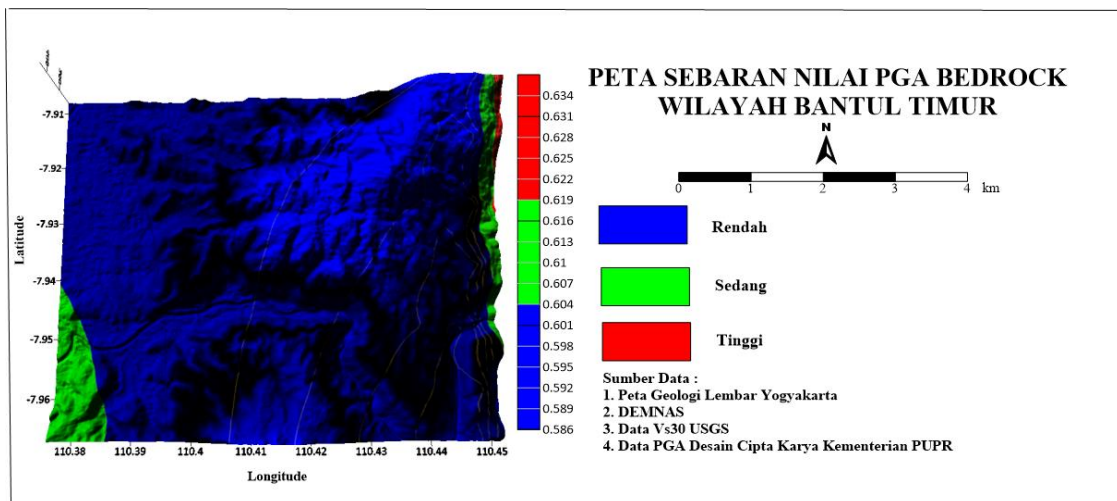 PETA SEBARAN NILAI PGA BEDROCK
WILAYAH BANTUL TIMUR
N
0 1 2 3 4 km
Rendah
Sedang
Tinggi
Sumber Data :
1. Peta Geologi Lembar Yogyakarta
2. DEMNAS
3. Data Vs30 USGS
4. Data PGA Desain Cipta Karya Kementerian PUPR
0.634
0.631
0.628
0.625
0.622
0.619
0.616
0.613
0.61
0.607
0.604
0.601
0.598
0.595
0.592
0.589
0.586
Latitude
-7.91
-7.92
-7.93
-7.94
-7.95
-7.96
110.38 110.39 110.4 110.41 110.42 110.43 110.44 110.45
Longitude